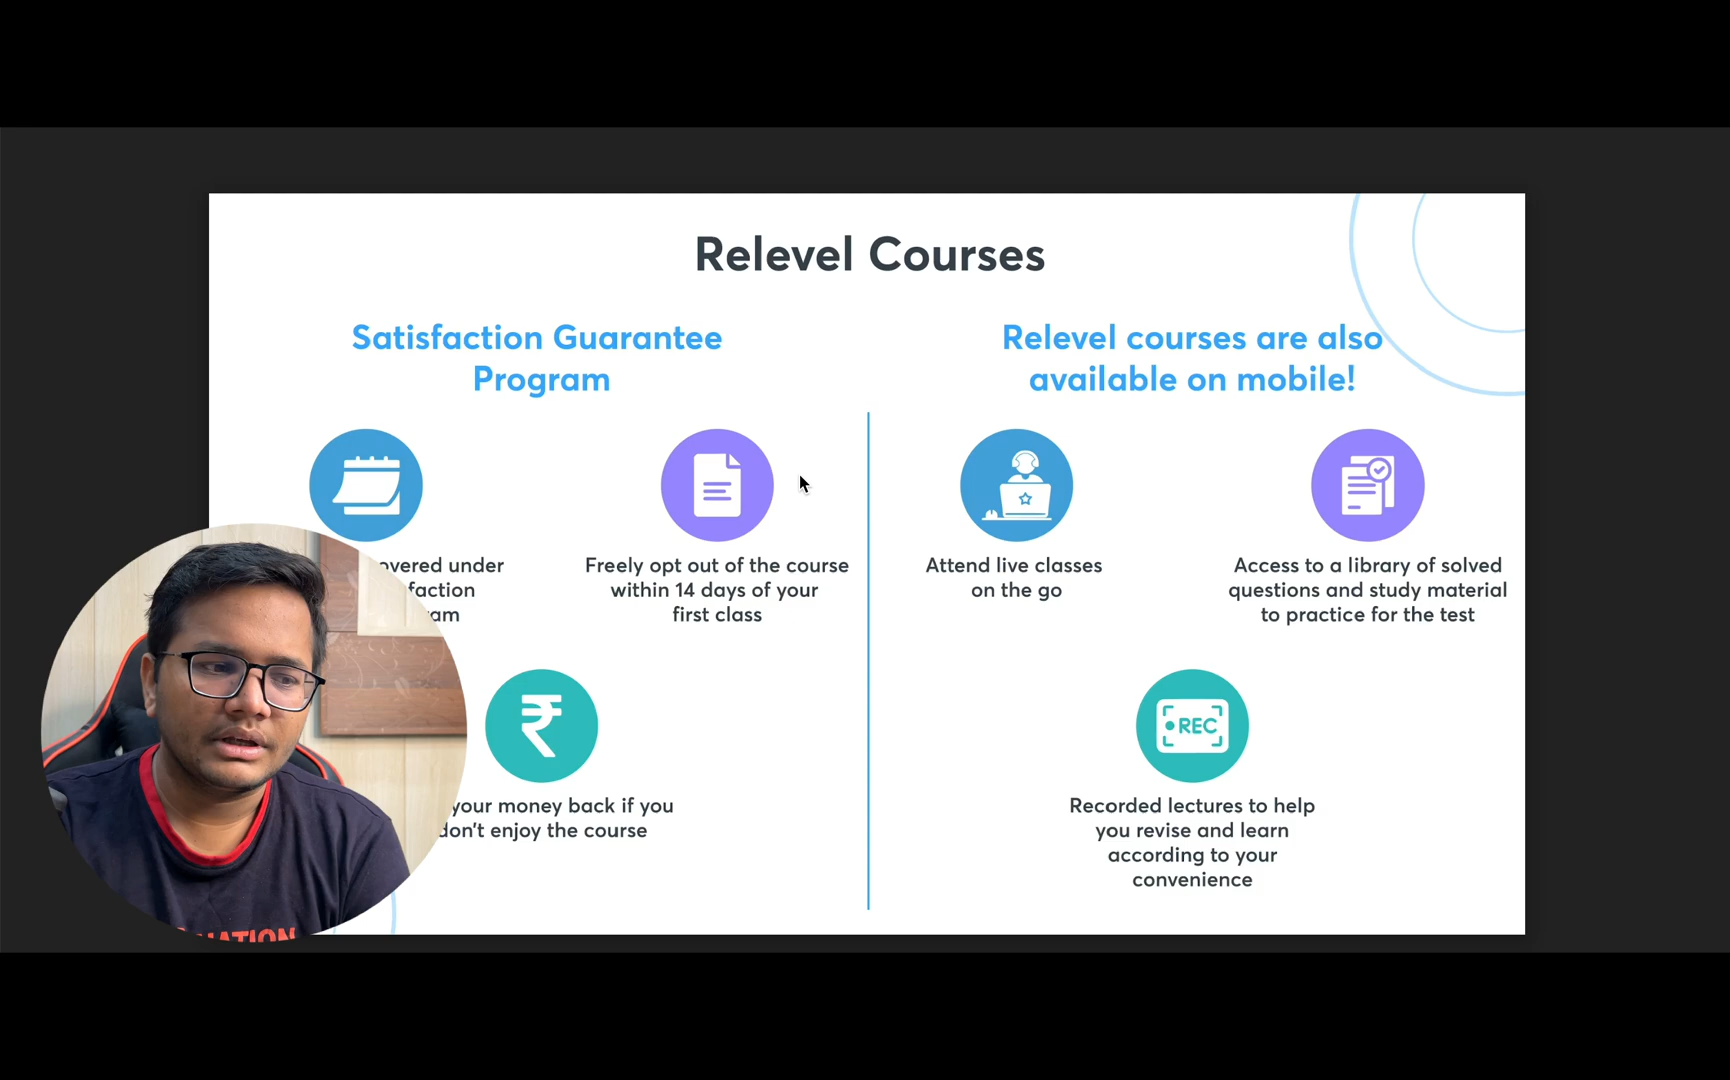 Relevel Courses
Satisfaction Guarantee
Program
under
Freely opt out of the course
within 14 days of your
first class
your money back if you
don't enjoy the course
Relevel courses are also
available on mobile!
Attend live classes
on the go
Access to a library of solved
questions and study material
to practice for the test
REC
Recorded lectures to help
you revise and learn
according to your
convenience